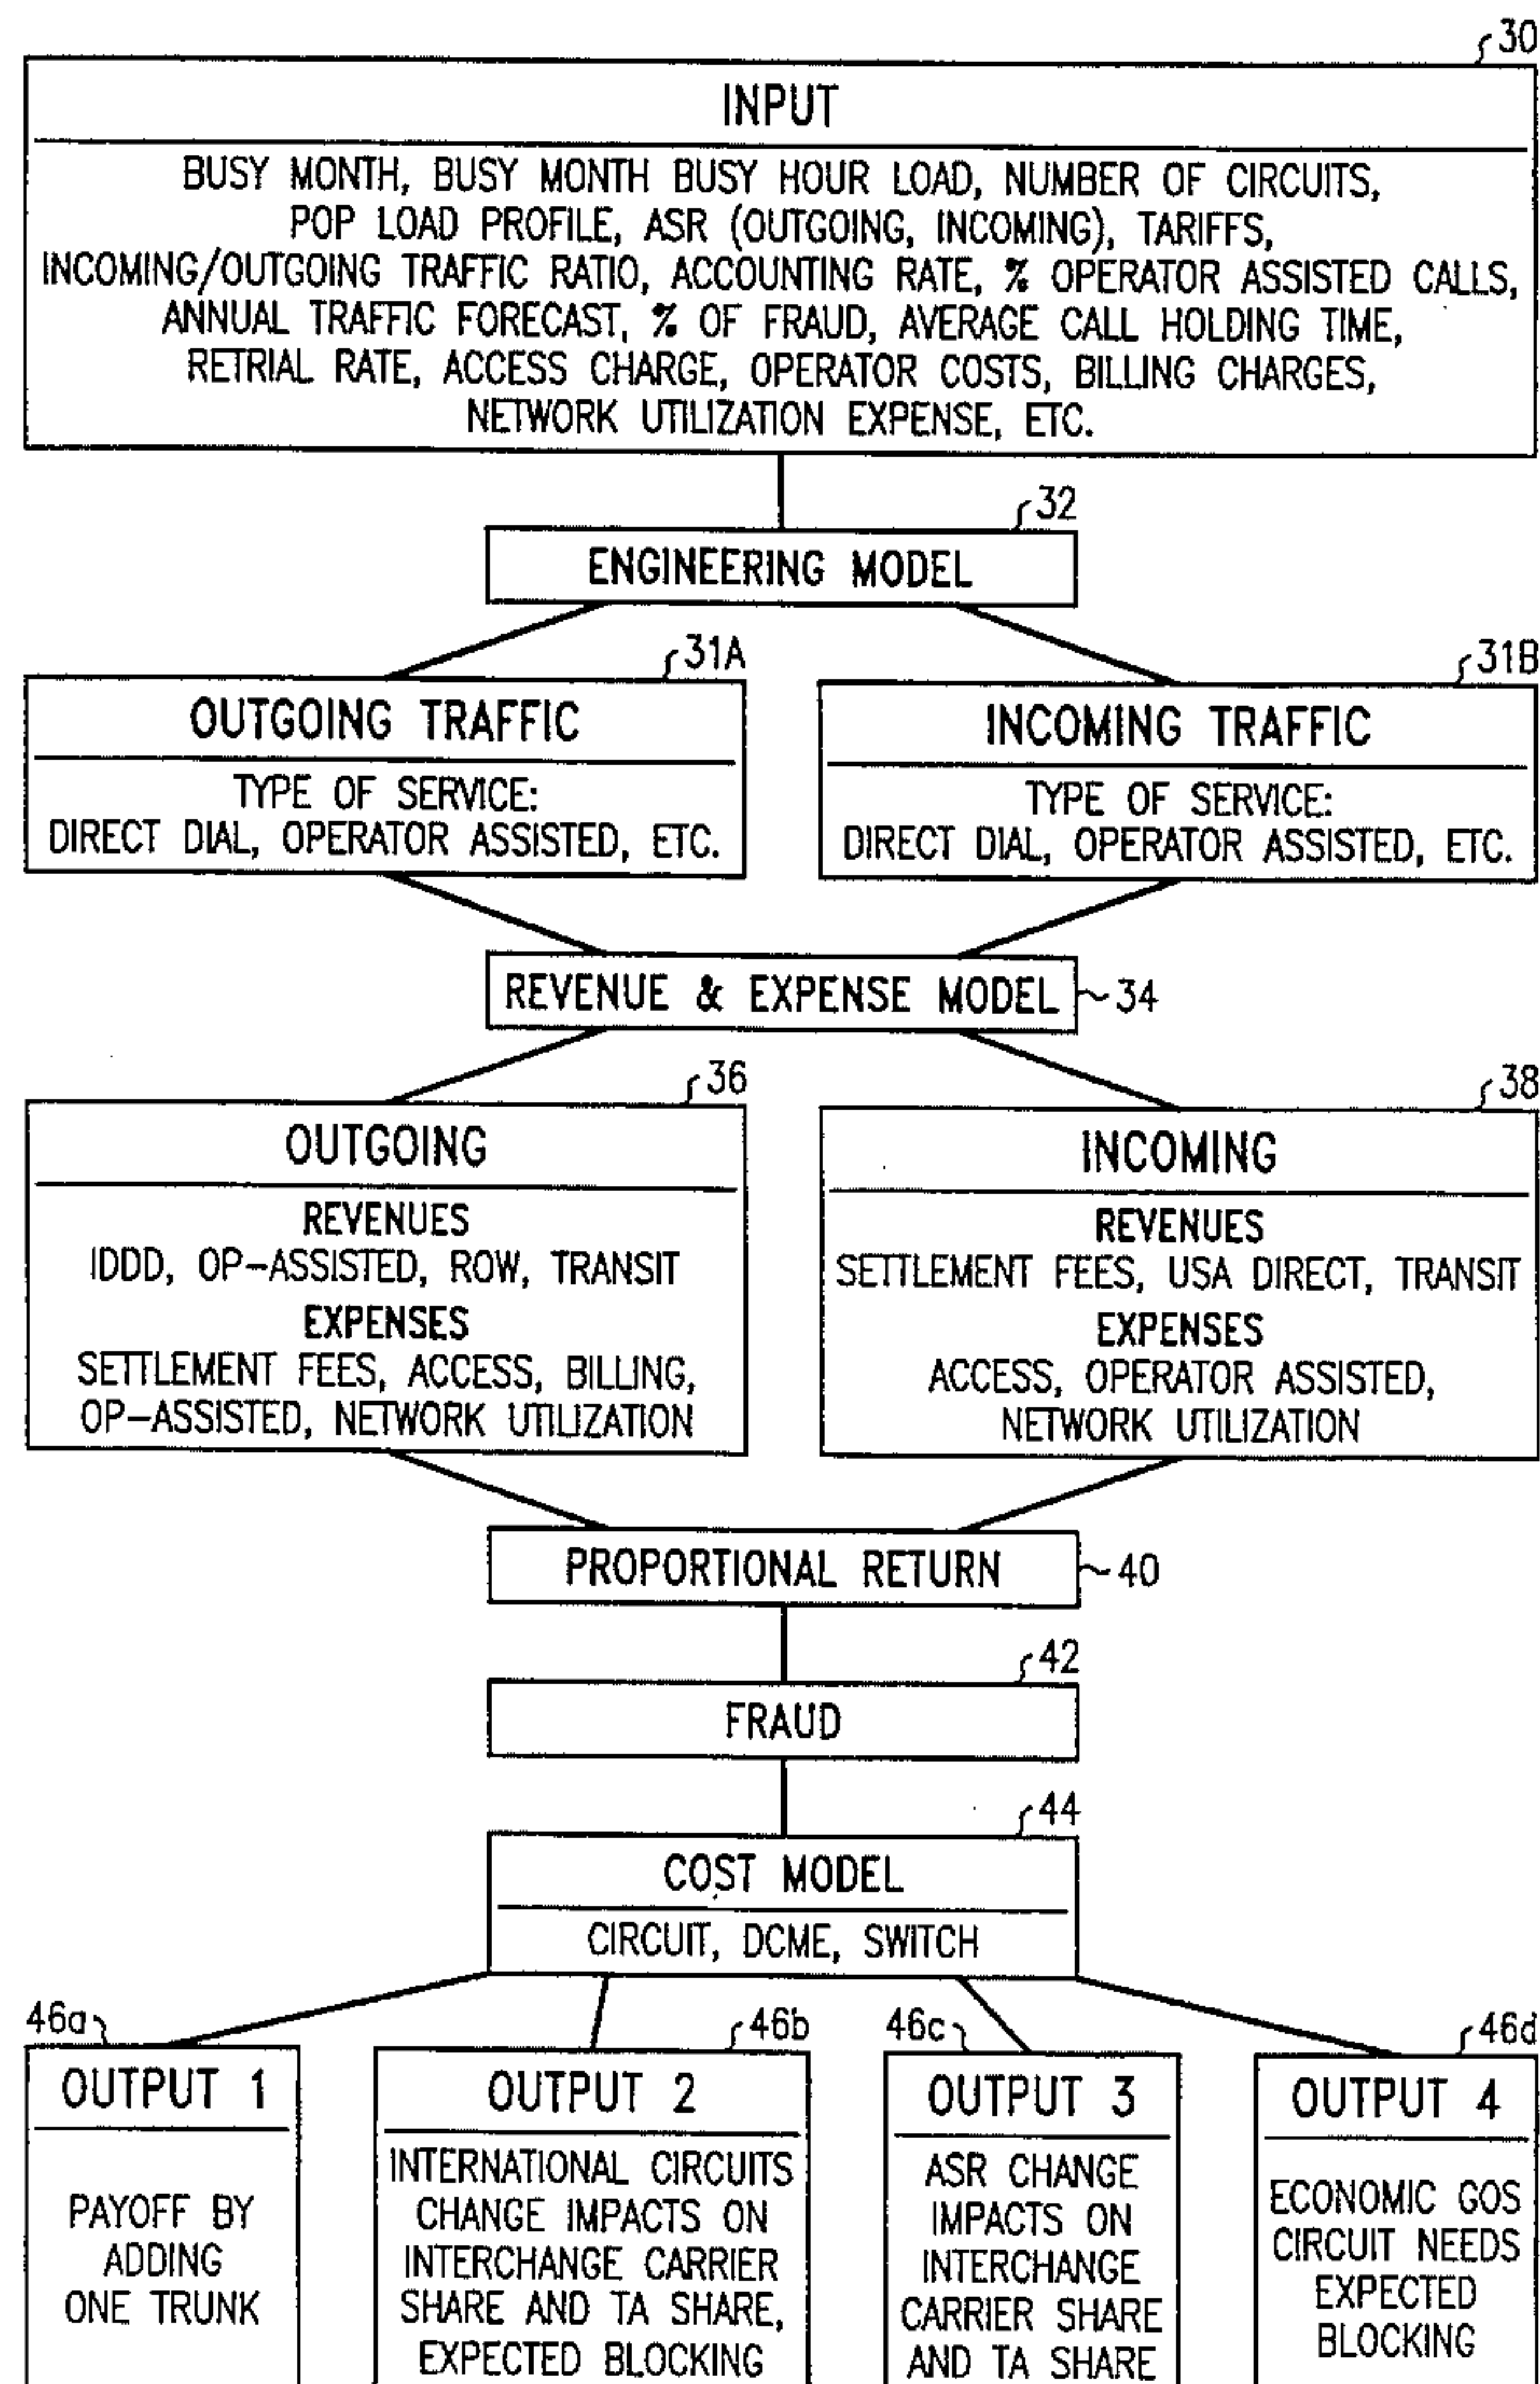 30
INPUT
BUSY MONTH, BUSY MONTH BUSY HOUR LOAD, NUMBER OF CIRCUITS,
POP LOAD PROFILE, ASR (OUTGOING, INCOMING), TARIFFS,
INCOMING/OUTGOING TRAFFIC RATIO, ACCOUNTING RATE, % OPERATOR ASSISTED CALLS,
ANNUAL TRAFFIC FORECAST, % OF FRAUD, AVERAGE CALL HOLDING TIME,
RETRIAL RATE, ACCESS CHARGE, OPERATOR COSTS, BILLING CHARGES,
NETWORK UTILIZATION EXPENSE, ETC.
32
ENGINEERING MODEL
31A
OUTGOING TRAFFIC
TYPE OF SERVICE:
DIRECT DIAL, OPERATOR ASSISTED, ETC.
31B
INCOMING TRAFFIC
TYPE OF SERVICE:
DIRECT DIAL, OPERATOR ASSISTED, ETC.
REVENUE & EXPENSE MODEL
34
36
OUTGOING
REVENUES
IDDD, OP-ASSISTED, ROW, TRANSIT
EXPENSES
SETTLEMENT FEES, ACCESS, BILLING,
OP-ASSISTED, NETWORK UTILIZATION
38
INCOMING
REVENUES
SETTLEMENT FEES, USA DIRECT, TRANSIT
EXPENSES
ACCESS, OPERATOR ASSISTED,
NETWORK UTILIZATION
PROPORTIONAL RETURN
40
42
FRAUD
44
COST MODEL
CIRCUIT, DCME, SWITCH
46a
OUTPUT 1
PAYOFF BY
ADDING
ONE TRUNK
46b
OUTPUT 2
INTERNATIONAL CIRCUITS
CHANGE IMPACTS ON
INTERCHANGE CARRIER
SHARE AND TA SHARE,
EXPECTED BLOCKING
46c
OUTPUT 3
ASR CHANGE
IMPACTS ON
INTERCHANGE
CARRIER SHARE
AND TA SHARE
46d
OUTPUT 4
ECONOMIC GOS
CIRCUIT NEEDS
EXPECTED
BLOCKING